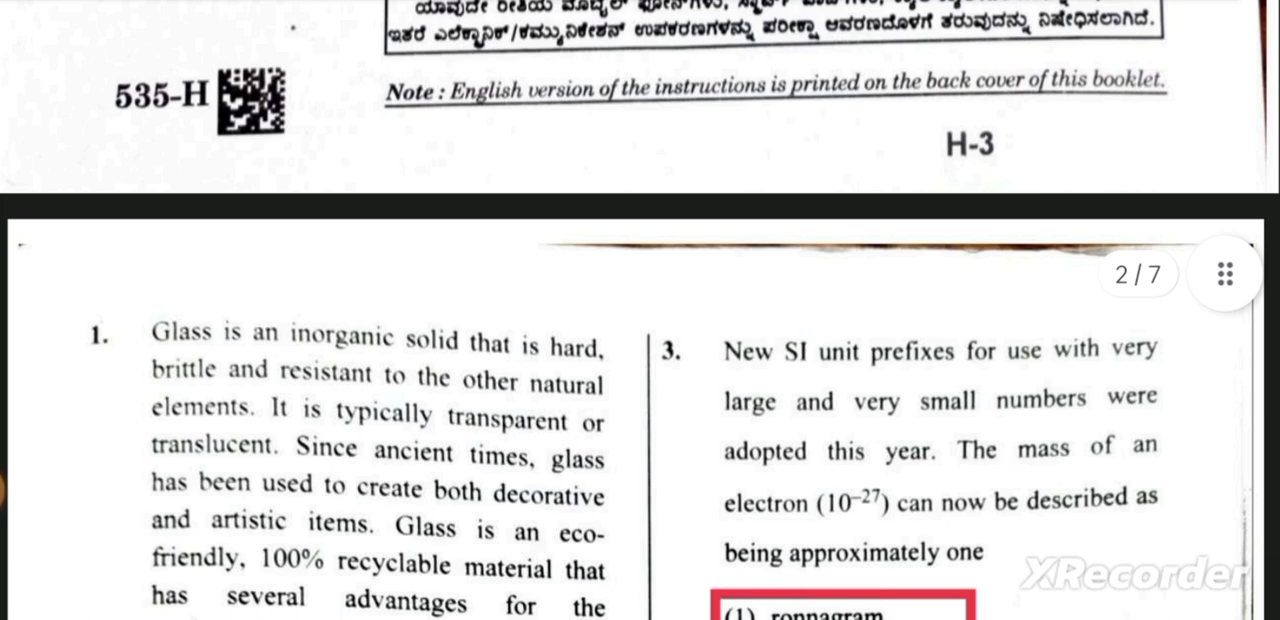 ಇತರೆ ಎಲೆಕ್ಟ್ರಾನಿಕ್/ಕಮ್ಯುನಿಕೇಶನ್ ಉಪಕರಣಗಳನ್ನು ಪರೀಕ್ಷಾ ಆವರಣದೊಳಗೆ ತರುವುದನ್ನು ನಿಷೇಧಿಸಲಾಗಿದೆ.
535-H
Note : English version of the instructions is printed on the back cover of this booklet.
H-3
2 / 7
1. Glass is an inorganic solid that is hard,
brittle and resistant to the other natural
elements. It is typically transparent or
translucent. Since ancient times, glass
has been used to create both decorative
and artistic items. Glass is an eco-
friendly, 100% recyclable material that
has several advantages for the
3. New SI unit prefixes for use with very
large and very small numbers were
adopted this year. The mass of an
electron (10⁻²⁷) can now be described as
being approximately one
(1) ronnagram
XRecorder